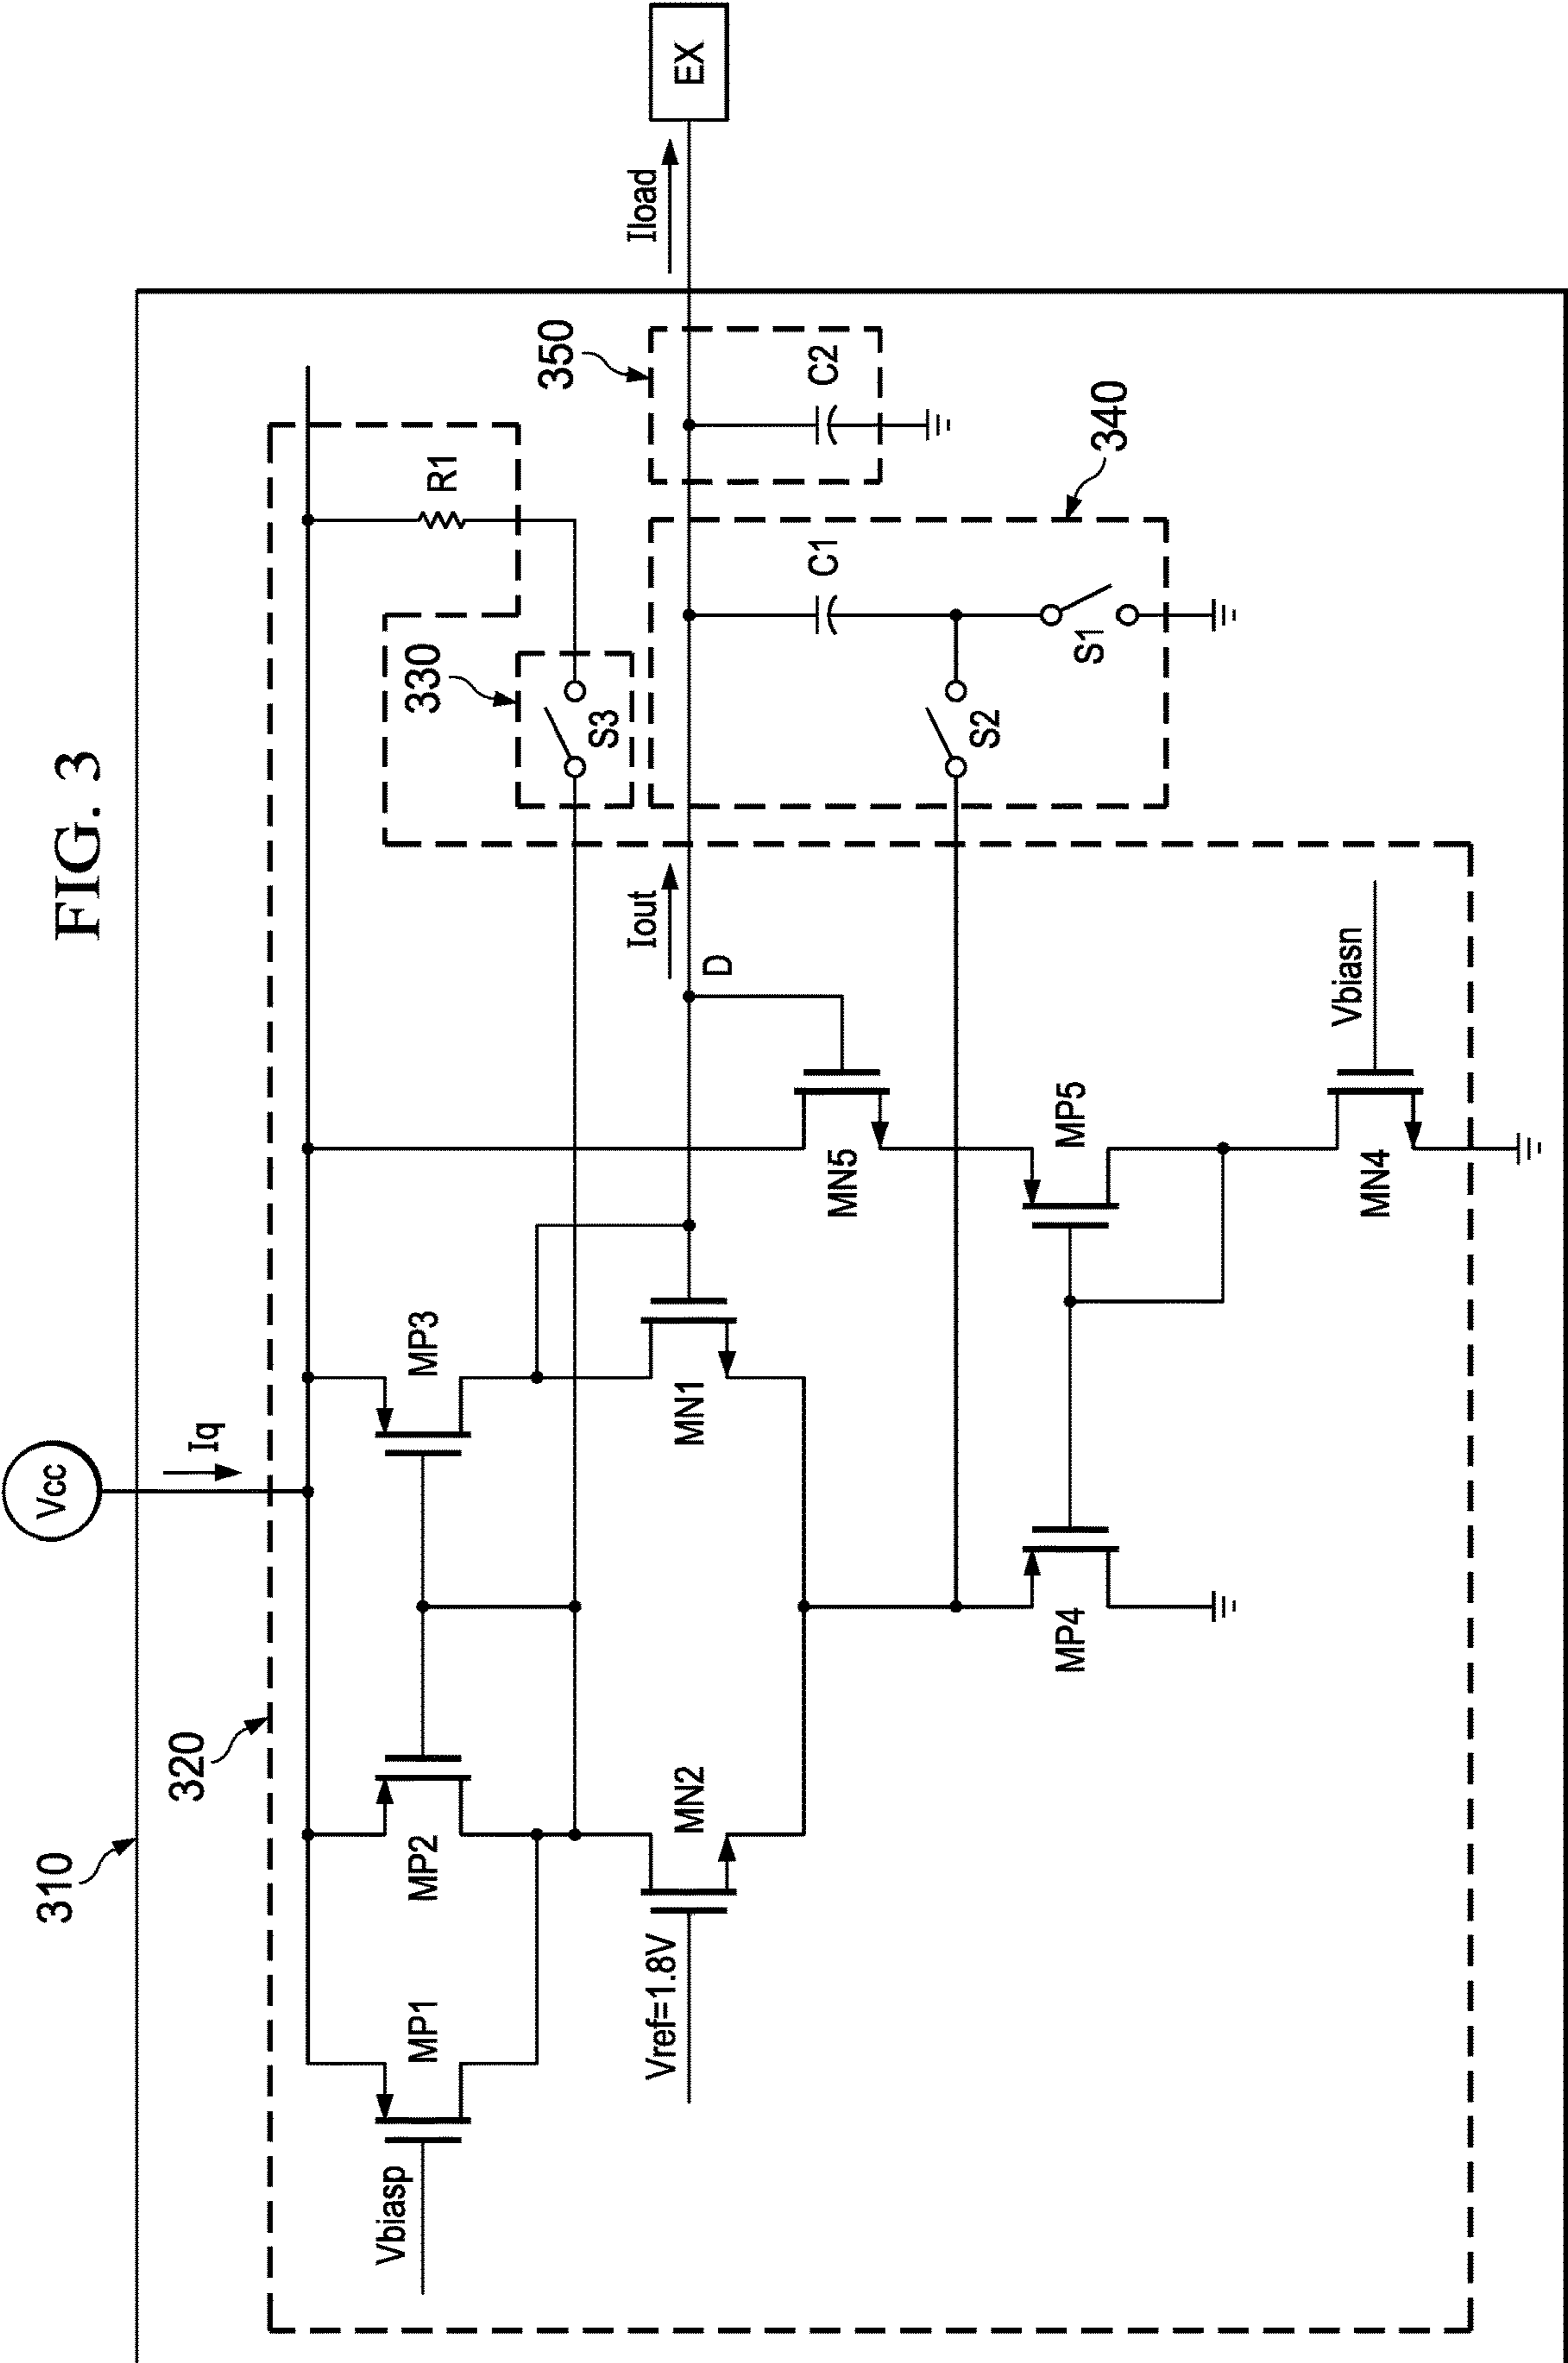 FIG. 3
310
Vcc
Iq
320
Vbiasp
MP1
MP2
MP3
R1
330
S3
350
EX
Iload
Iout
D
Vref=1.8V
MN2
MN1
MN5
C1
C2
S2
S1
340
MP4
MP5
MN4
Vbiasn